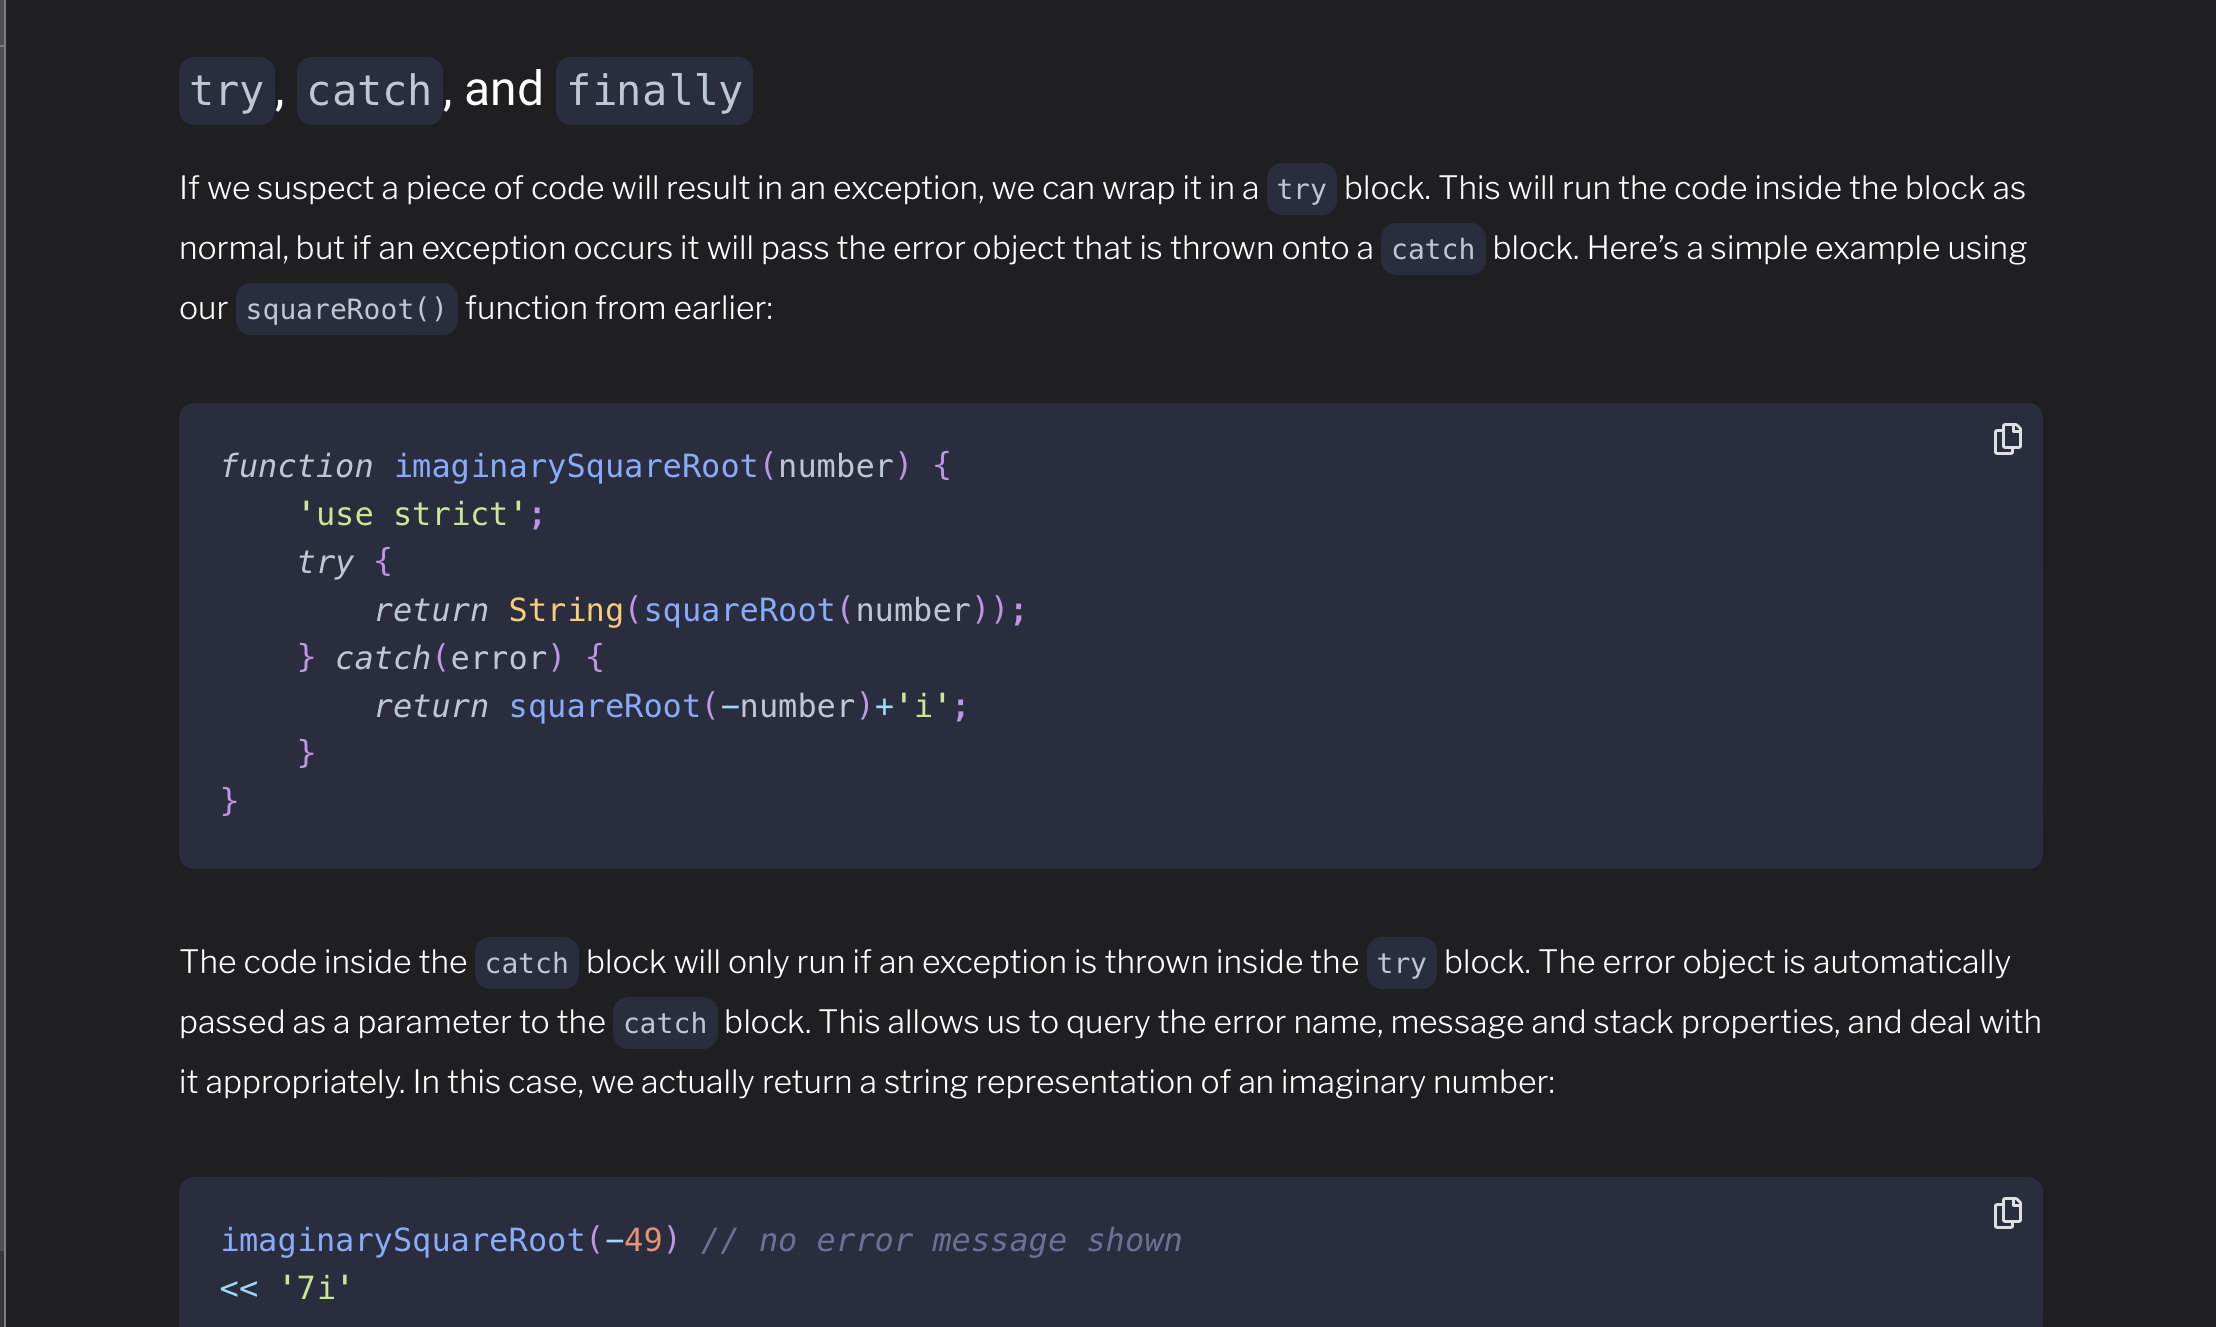 try, catch, and finally
If we suspect a piece of code will result in an exception, we can wrap it in a try block. This will run the code inside the block as
normal, but if an exception occurs it will pass the error object that is thrown onto a catch block. Here’s a simple example using
our squareRoot() function from earlier:
function imaginarySquareRoot(number) {
    'use strict';
    try {
        return String(squareRoot(number));
    } catch(error) {
        return squareRoot(-number)+'i';
    }
}
The code inside the catch block will only run if an exception is thrown inside the try block. The error object is automatically
passed as a parameter to the catch block. This allows us to query the error name, message and stack properties, and deal with
it appropriately. In this case, we actually return a string representation of an imaginary number:
imaginarySquareRoot(-49) // no error message shown
<< '7i'